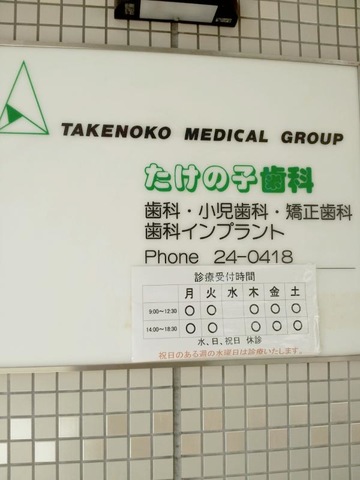 TAKENOKO MEDICAL GROUP
たけの子歯科
歯科・小児歯科・矯正歯科
歯科インプラント
Phone 24-0418
診療受付時間
月 火 水 木 金 土
9:00〜12:30 〇 〇 〇 〇 〇
14:00〜18:30 〇 〇 〇 〇 〇
水、日、祝日 休診
祝日のある週の水曜日は診療いたします。